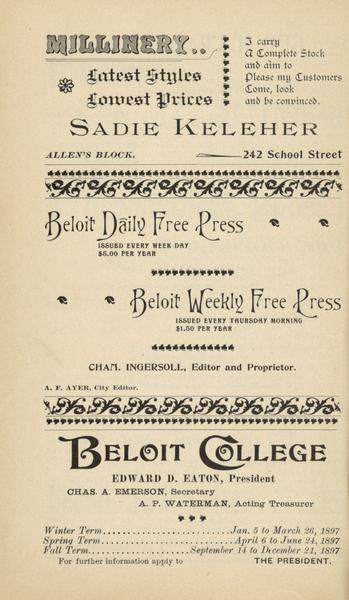 MILLINERY..
Latest Styles
Lowest Prices
I carry
A Complete Stock
and aim to
Please my Customers
Come, look
and be convinced.
SADIE KELEHER
ALLEN'S BLOCK. 242 School Street
Beloit Daily Free Press
ISSUED EVERY WEEK DAY
$5.00 PER YEAR
Beloit Weekly Free Press
ISSUED EVERY THURSDAY MORNING
$1.50 PER YEAR
CHAS. INGERSOLL, Editor and Proprietor.
A. F. AYER, City Editor.
BELOIT COLLEGE
EDWARD D. EATON, President
CHAS. A. EMERSON, Secretary
A. P. WATERMAN, Acting Treasurer
Winter Term........................Jan. 5 to March 26, 1897
Spring Term........................April 6 to June 24, 1897
Fall Term.................September 14 to December 21, 1897
For further information apply to THE PRESIDENT.